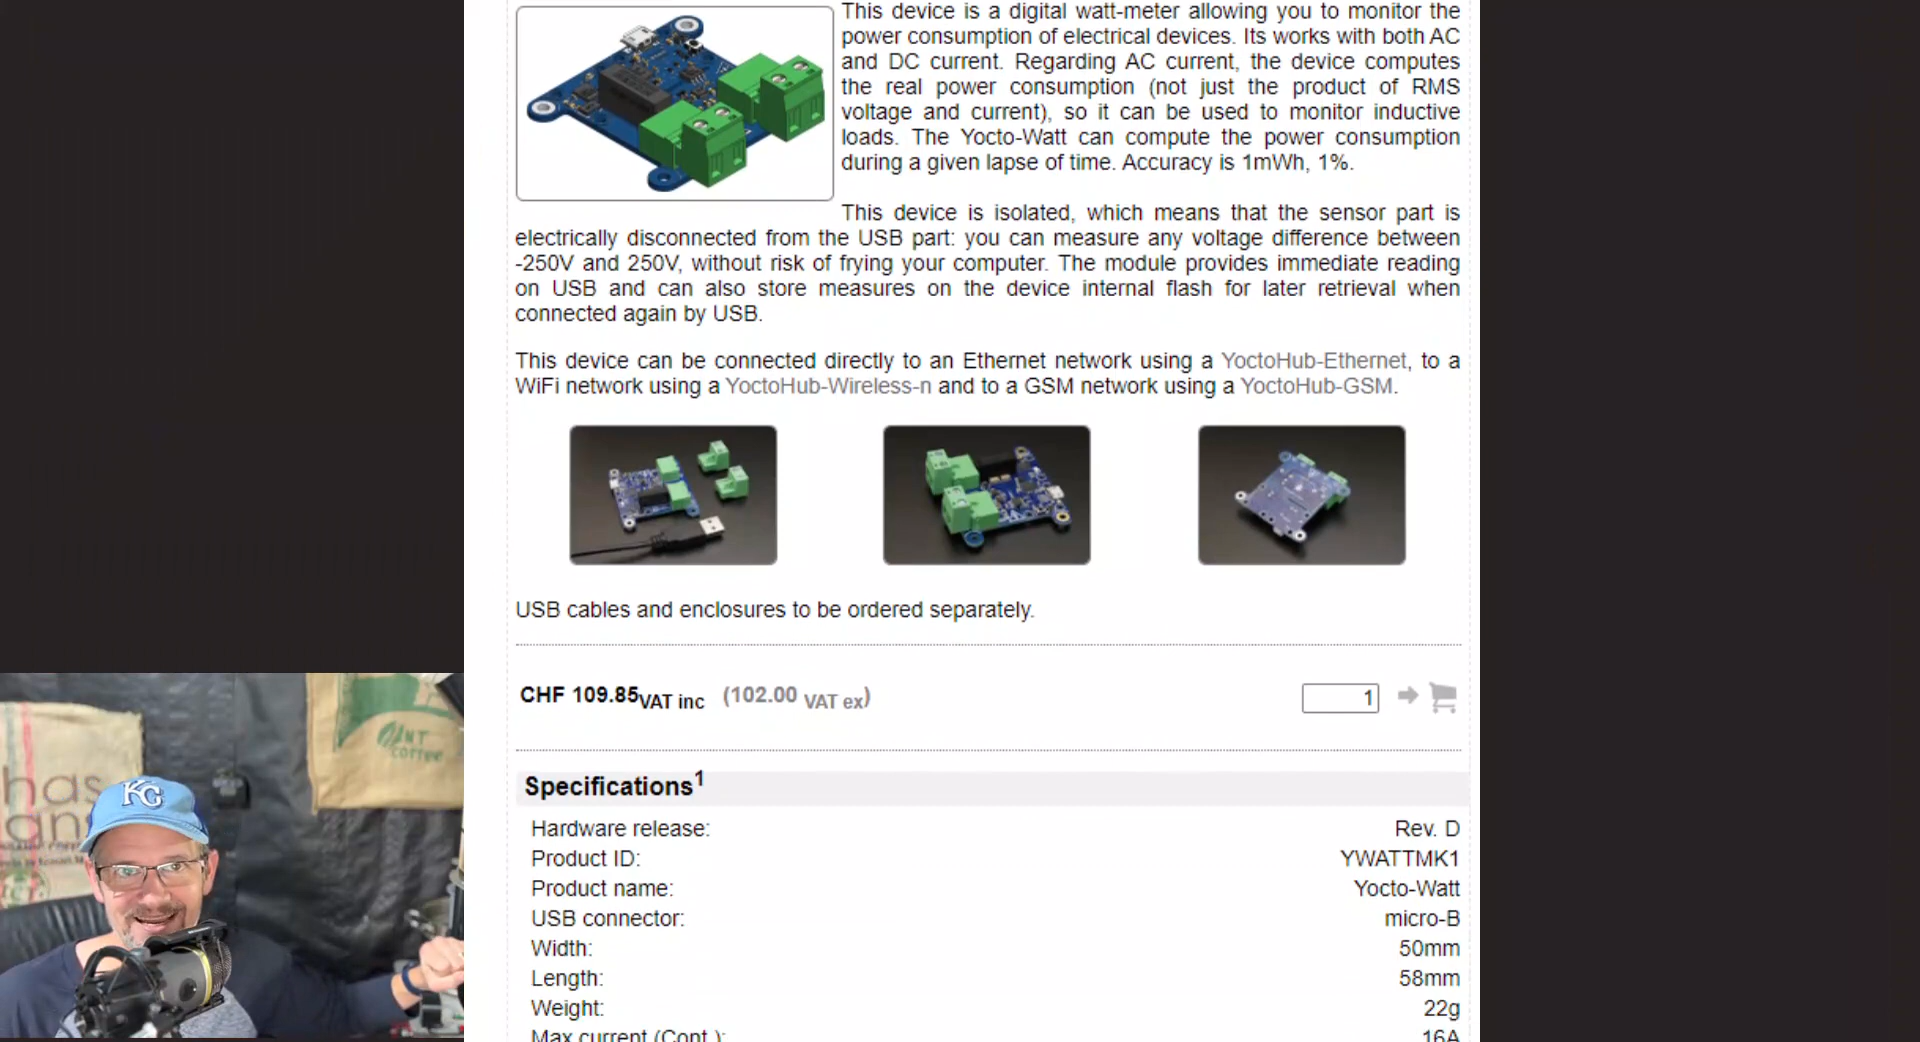 This device is a digital watt-meter allowing you to monitor the
power consumption of electrical devices. Its works with both AC
and DC current. Regarding AC current, the device computes
the real power consumption (not just the product of RMS
voltage and current), so it can be used to monitor inductive
loads. The Yocto-Watt can compute the power consumption
during a given lapse of time. Accuracy is 1mWh, 1%.
This device is isolated, which means that the sensor part is
electrically disconnected from the USB part: you can measure any voltage difference between
-250V and 250V, without risk of frying your computer. The module provides immediate reading
on USB and can also store measures on the device internal flash for later retrieval when
connected again by USB.
This device can be connected directly to an Ethernet network using a YoctoHub-Ethernet, to a
WiFi network using a YoctoHub-Wireless-n and to a GSM network using a YoctoHub-GSM.
USB cables and enclosures to be ordered separately.
CHF 109.85 VAT inc (102.00 VAT ex)
1
Specifications1
Hardware release: Rev. D
Product ID: YWATTMK1
Product name: Yocto-Watt
USB connector: micro-B
Width: 50mm
Length: 58mm
Weight: 22g
Max current (Cont.): 16A
KC
coffee
has